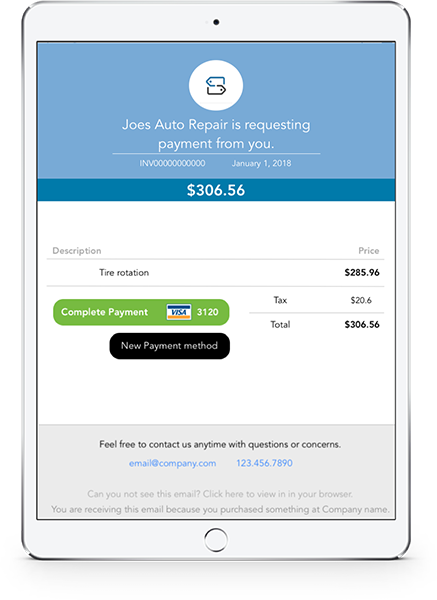 Joes Auto Repair is requesting
payment from you.
INV00000000000 January 1, 2018
$306.56
Description Price
Tire rotation $285.96
Tax $20.6
Complete Payment VISA 3120
Total $306.56
New Payment method
Feel free to contact us anytime with questions or concerns.
email@company.com 123.456.7890
Can you not see this email? Click here to view in in your browser.
You are receiving this email because you purchased something at Company name.